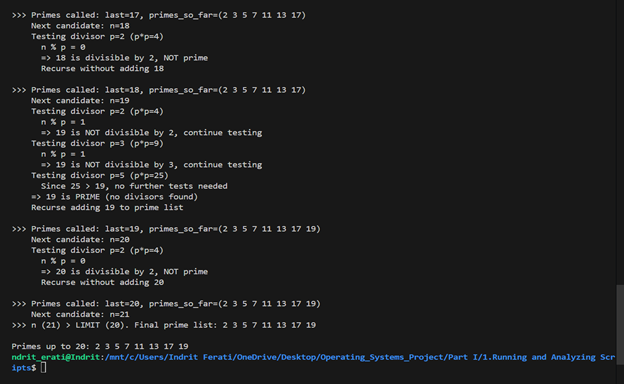 >>> Primes called: last=17, primes_so_far=(2 3 5 7 11 13 17)
Next candidate: n=18
Testing divisor p=2 (p*p=4)
n % p = 0
=> 18 is divisible by 2, NOT prime
Recurse without adding 18
>>> Primes called: last=18, primes_so_far=(2 3 5 7 11 13 17)
Next candidate: n=19
Testing divisor p=2 (p*p=4)
n % p = 1
=> 19 is NOT divisible by 2, continue testing
Testing divisor p=3 (p*p=9)
n % p = 1
=> 19 is NOT divisible by 3, continue testing
Testing divisor p=5 (p*p=25)
Since 25 > 19, no further tests needed
=> 19 is PRIME (no divisors found)
Recurse adding 19 to prime list
>>> Primes called: last=19, primes_so_far=(2 3 5 7 11 13 17 19)
Next candidate: n=20
Testing divisor p=2 (p*p=4)
n % p = 0
=> 20 is divisible by 2, NOT prime
Recurse without adding 20
>>> Primes called: last=20, primes_so_far=(2 3 5 7 11 13 17 19)
Next candidate: n=21
>>> n (21) > LIMIT (20). Final prime list: 2 3 5 7 11 13 17 19
Primes up to 20: 2 3 5 7 11 13 17 19
ndrit_erati@Indrit:/mnt/c/Users/Indrit Ferati/OneDrive/Desktop/Operating_Systems_Project/Part I/1.Running and Analyzing Scr
ipts$